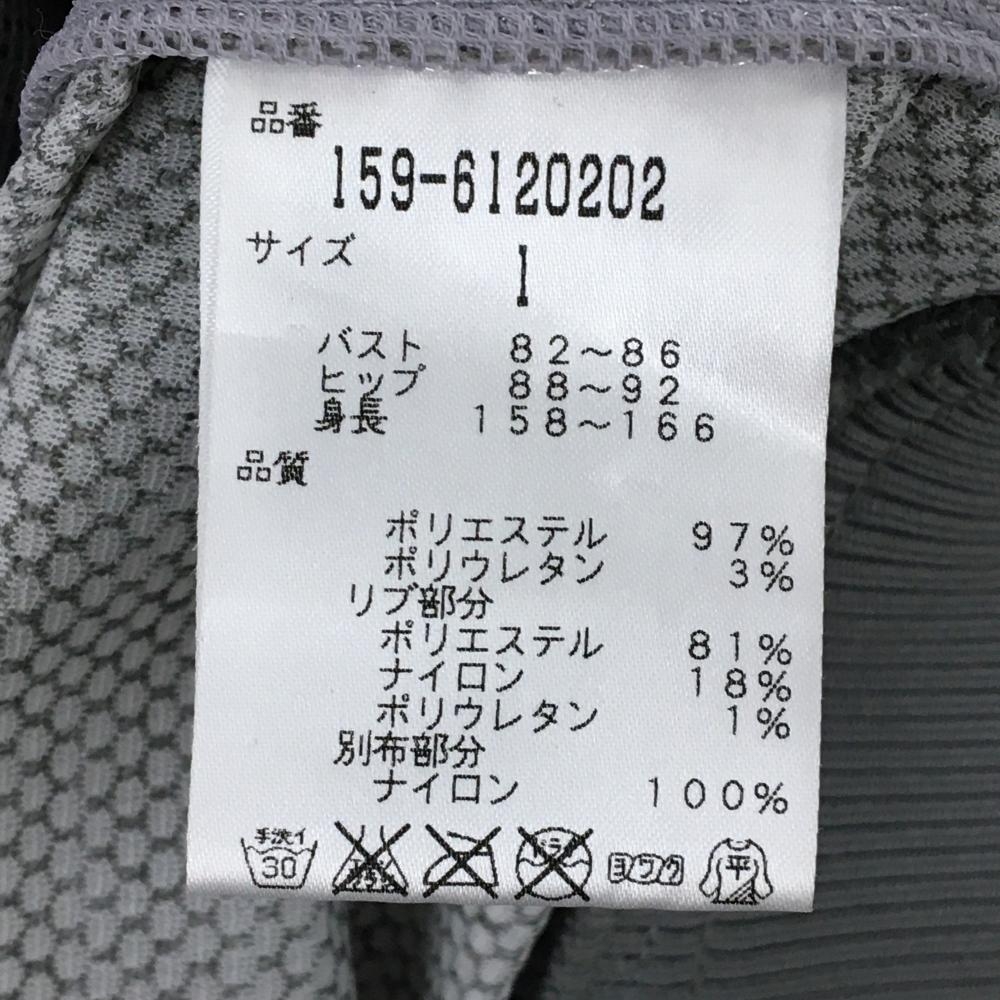 品番
159-6120202
サイズ
1
バスト 82～86
ヒップ 88～92
身長 158～166
品質
ポリエステル 97%
ポリウレタン 3%
リブ部分
ポリエステル 81%
ナイロン 18%
ポリウレタン 1%
別布部分
ナイロン 100%
手洗イ 30 ヨワク 平